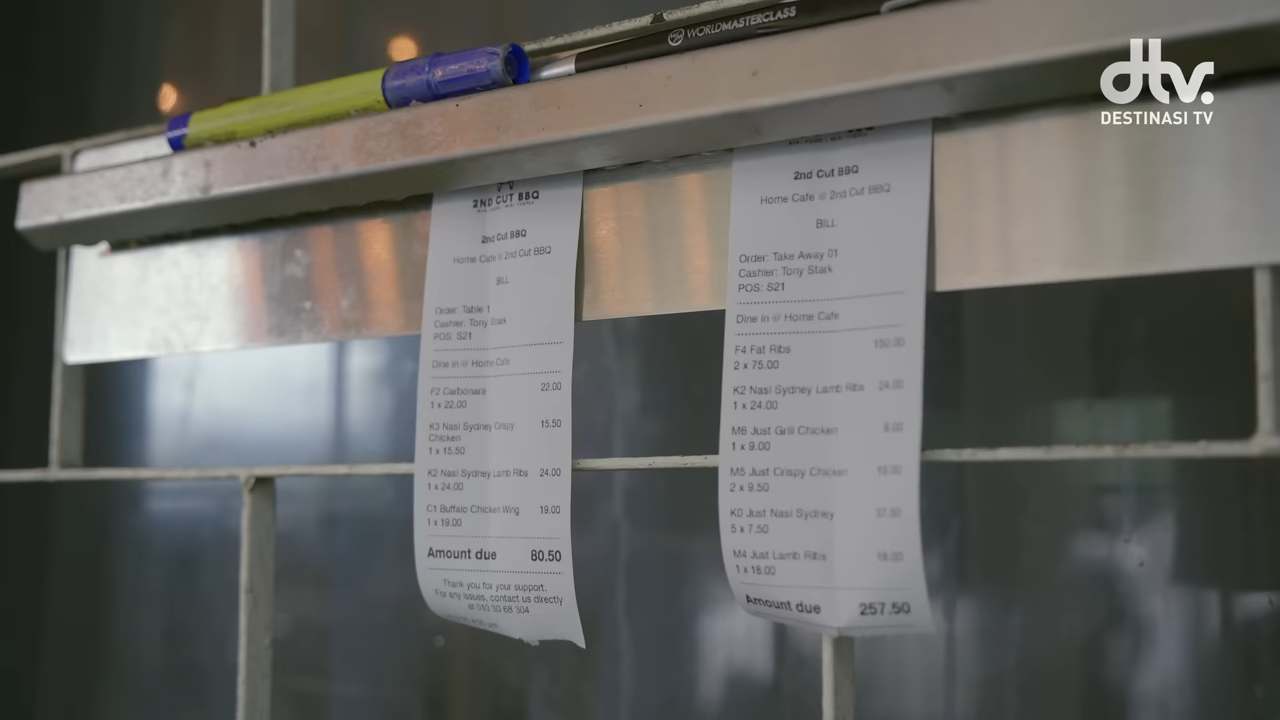 WORLDMASTERCLASS
dtv.
DESTINASI TV
2ND CUT BBQ
2nd Cut BBQ
Home Cafe @ 2nd Cut BBQ
BILL
Order: Table 1
Cashier: Tony Stark
POS: S21
Dine In @ Home Cafe
F2 Carbonara 22.00
1 x 22.00
K3 Nasi Sydney Crispy 15.50
Chicken
1 x 15.50
K2 Nasi Sydney Lamb Ribs 24.00
1 x 24.00
C1 Buffalo Chicken Wing 19.00
1 x 19.00
Amount due 80.50
Thank you for your support.
For any issues, contact us directly
at 010 30 68 304
2nd Cut BBQ
Home Cafe @ 2nd Cut BBQ
BILL
Order: Take Away 01
Cashier: Tony Stark
POS: S21
Dine In @ Home Cafe
F4 Fat Ribs 150.00
2 x 75.00
K2 Nasi Sydney Lamb Ribs 24.00
1 x 24.00
M6 Just Grill Chicken 9.00
1 x 9.00
M5 Just Crispy Chicken 19.00
2 x 9.50
K0 Just Nasi Sydney 37.50
5 x 7.50
M4 Just Lamb Ribs 18.00
1 x 18.00
Amount due 257.50